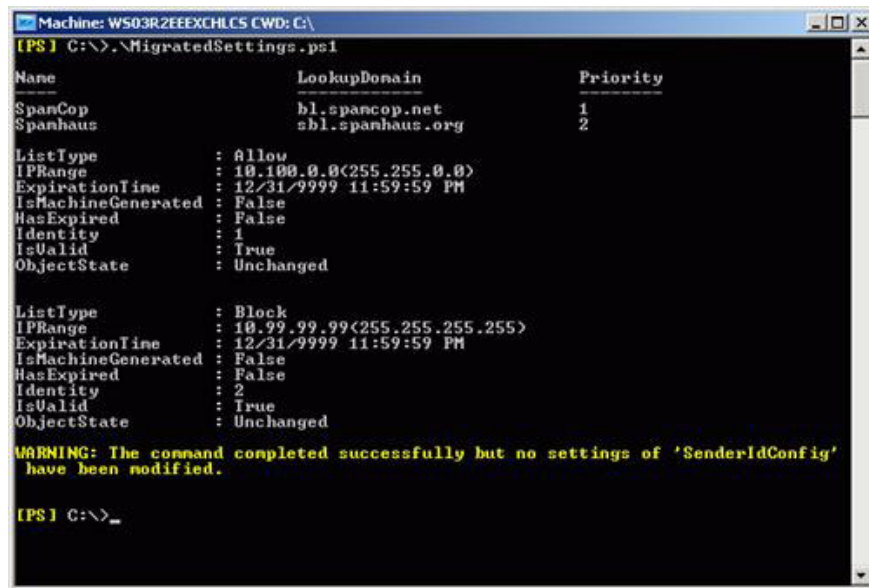 Machine: WS03R2EEEXCHLCS CWD: C:\
[PS] C:\>.\MigratedSettings.ps1
Name LookupDomain Priority
---- ------------ --------
SpamCop bl.spamcop.net 1
Spamhaus sbl.spamhaus.org 2
ListType : Allow
IPRange : 10.100.0.0(255.255.0.0)
ExpirationTime : 12/31/9999 11:59:59 PM
IsMachineGenerated : False
HasExpired : False
Identity : 1
IsValid : True
ObjectState : Unchanged
ListType : Block
IPRange : 10.99.99.99(255.255.255.255)
ExpirationTime : 12/31/9999 11:59:59 PM
IsMachineGenerated : False
HasExpired : False
Identity : 2
IsValid : True
ObjectState : Unchanged
WARNING: The command completed successfully but no settings of 'SenderIdConfig'
have been modified.
[PS] C:\>_